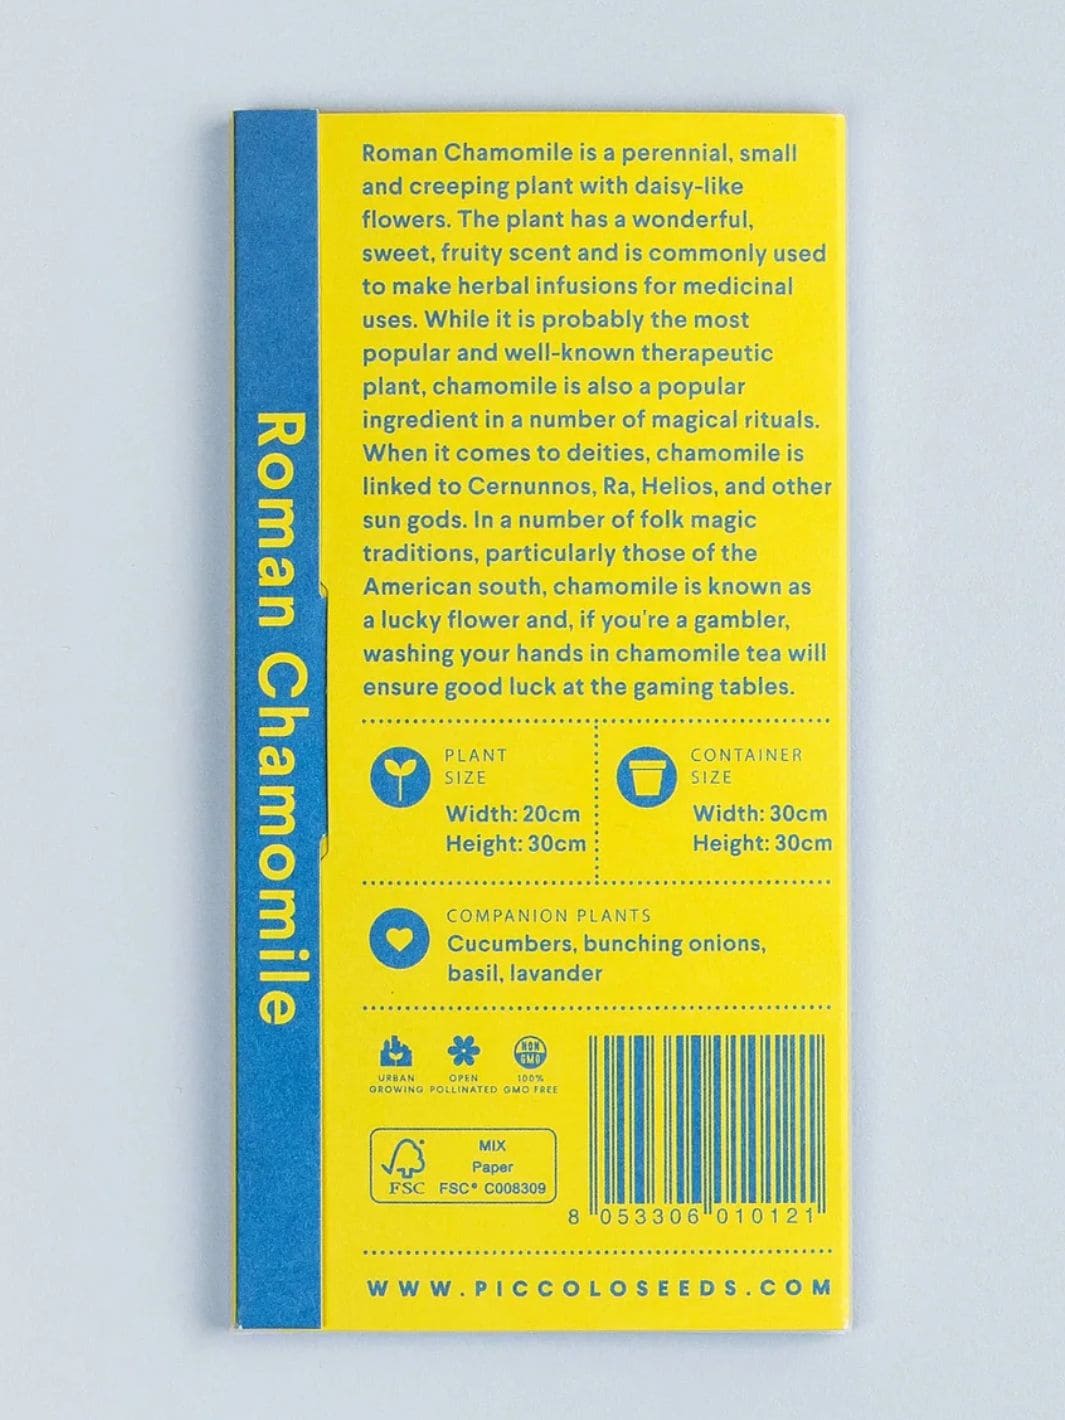 Roman Chamomile
Roman Chamomile is a perennial, small
and creeping plant with daisy-like
flowers. The plant has a wonderful,
sweet, fruity scent and is commonly used
to make herbal infusions for medicinal
uses. While it is probably the most
popular and well-known therapeutic
plant, chamomile is also a popular
ingredient in a number of magical rituals.
When it comes to deities, chamomile is
linked to Cernunnos, Ra, Helios, and other
sun gods. In a number of folk magic
traditions, particularly those of the
American south, chamomile is known as
a lucky flower and, if you're a gambler,
washing your hands in chamomile tea will
ensure good luck at the gaming tables.
PLANT
SIZE
Width: 20cm
Height: 30cm
CONTAINER
SIZE
Width: 30cm
Height: 30cm
COMPANION PLANTS
Cucumbers, bunching onions,
basil, lavander
URBAN
GROWING
OPEN
POLLINATED
NON
GMO
100%
GMO FREE
FSC
MIX
Paper
FSC® C008309
8 053306 010121
WWW.PICCOLOSEEDS.COM